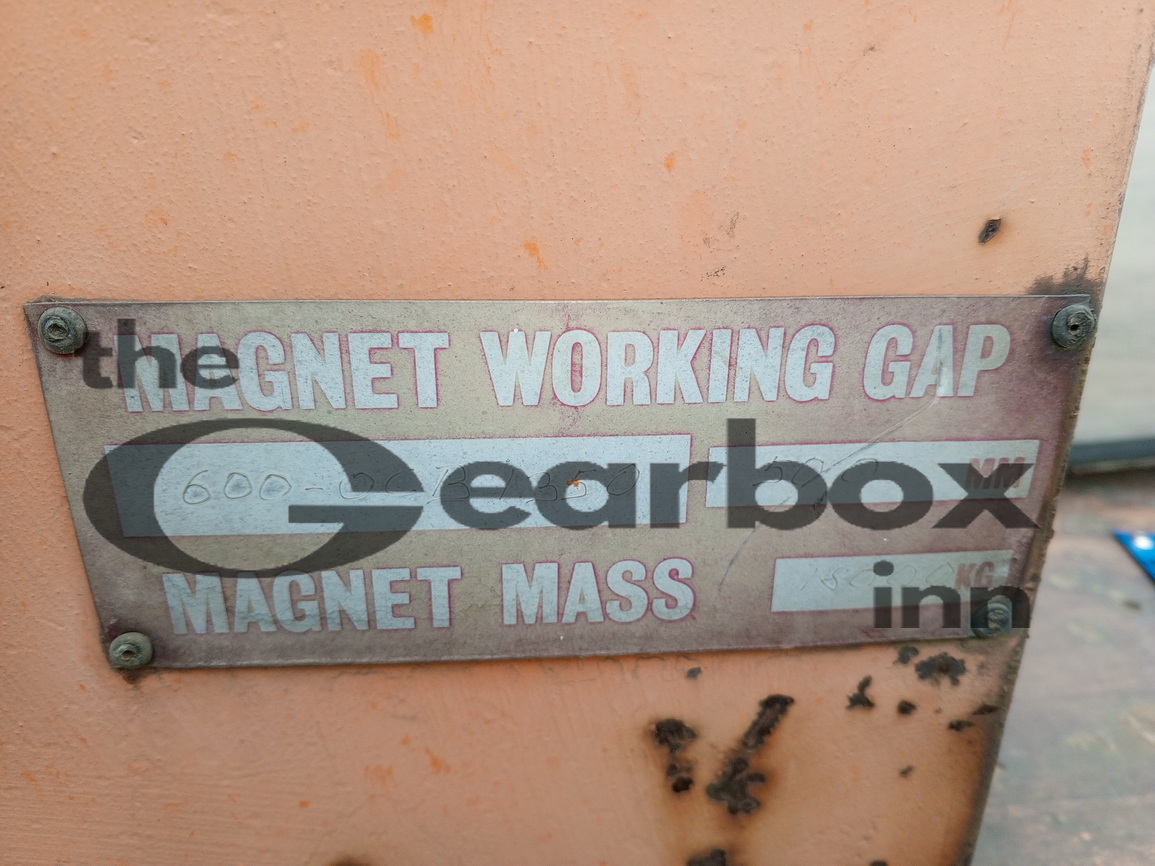 MAGNET WORKING GAP
MM
MAGNET MASS
KG
the
Gearbox
inn